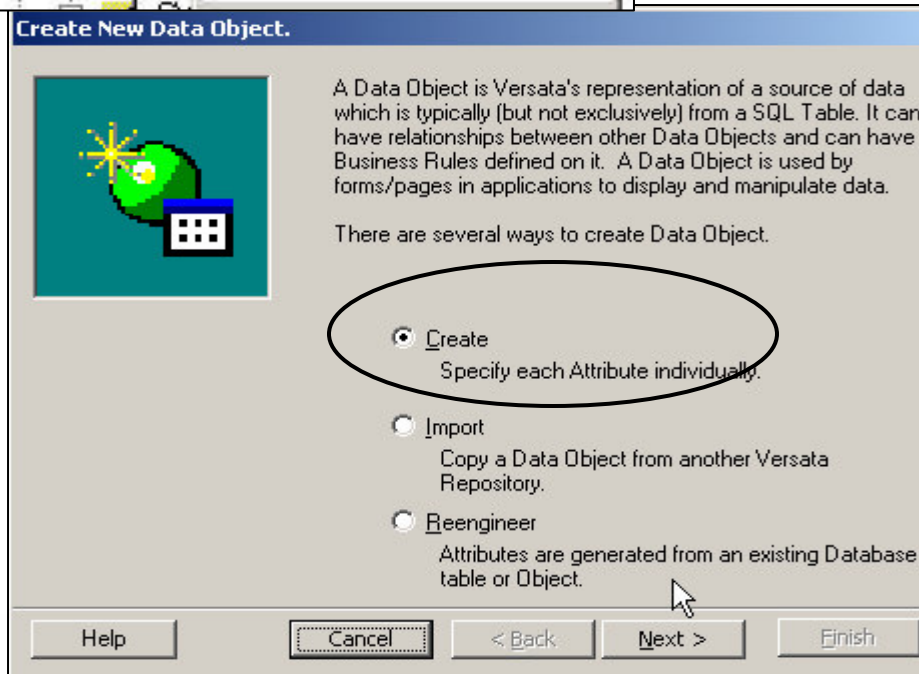 Create New Data Object.
A Data Object is Versata's representation of a source of data
which is typically (but not exclusively) from a SQL Table. It can
have relationships between other Data Objects and can have
Business Rules defined on it. A Data Object is used by
forms/pages in applications to display and manipulate data.
There are several ways to create Data Object.
Create
Specify each Attribute individually.
Import
Copy a Data Object from another Versata
Repository.
Reengineer
Attributes are generated from an existing Database
table or Object.
Help
Cancel
< Back
Next >
Finish